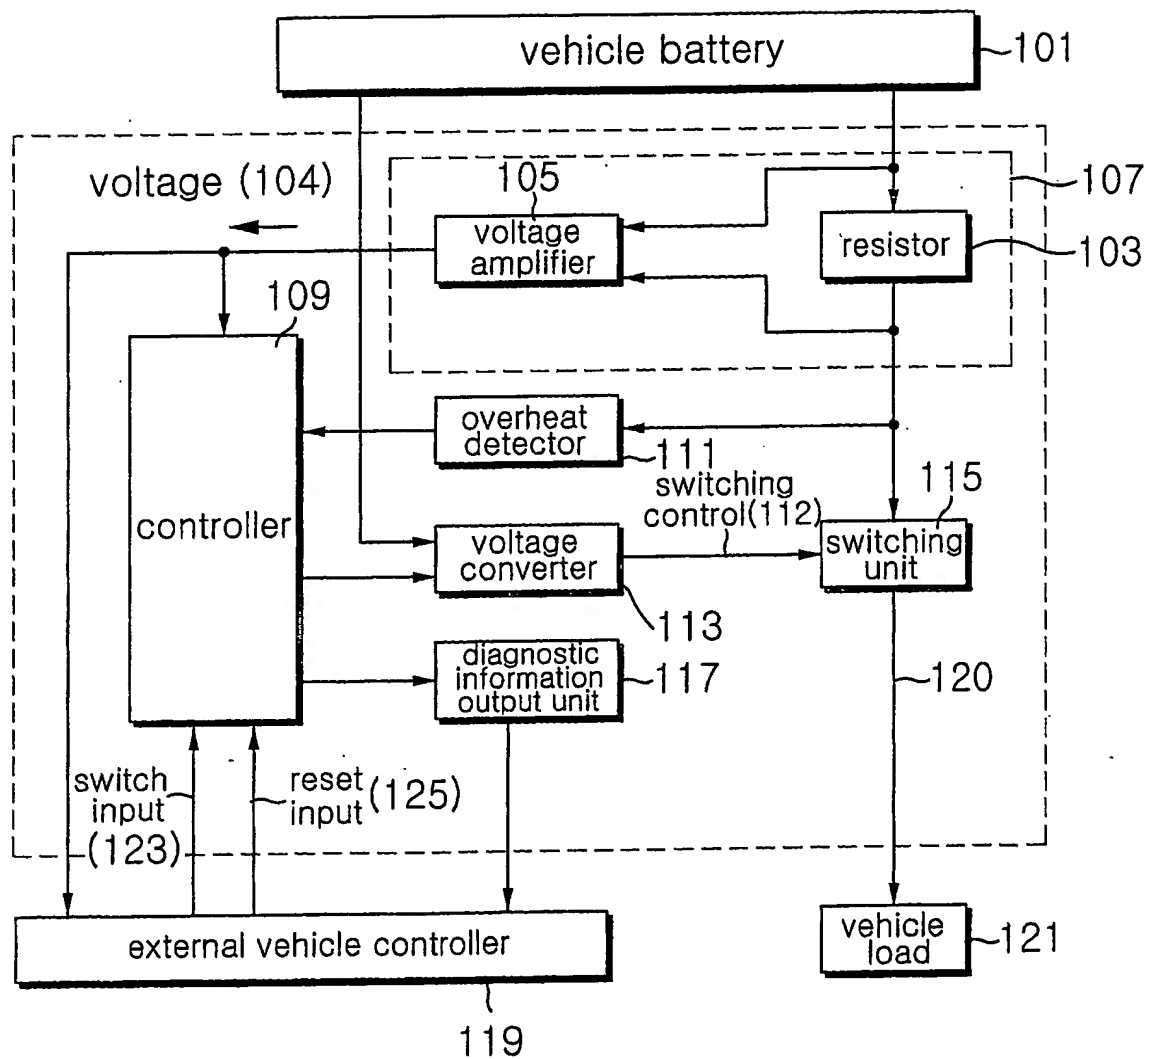 vehicle battery
101
voltage (104)
105
107
voltage
amplifier
resistor
103
109
overheat
detector
111
controller
switching
control(112)
115
voltage
converter
switching
unit
113
diagnostic
information
output unit
117
120
switch
input
(123)
reset
input
(125)
external vehicle controller
vehicle
load
121
119